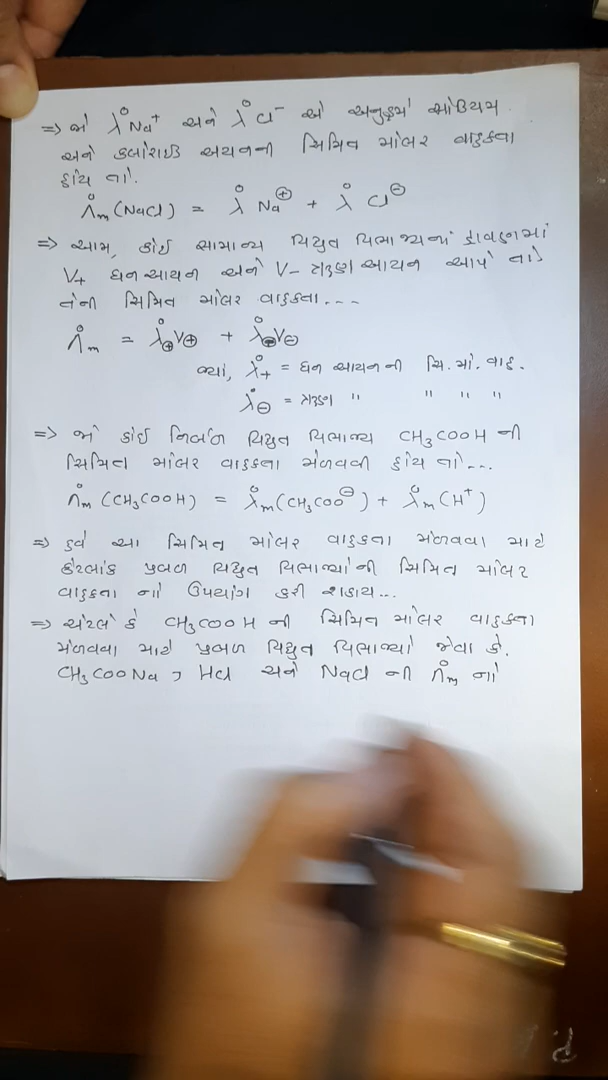 ⇒ જો λ°Na⁺ અને λ°Cl⁻ એ અનુક્રમે સોડિયમ
અને ક્લોરાઈડ આયનની સિમિત મોલર વાહકતા
હોય તો.
Λ°m(NaCl) = λ° Na⊕ + λ° Cl⊖
⇒ આમ, કોઈ સામાન્ય વિદ્યુત વિભાજ્યનાં દ્રાવણમાં
V+ ધન આયન અને V− ઋણ આયન આપે તો
તેની સિમિત મોલર વાહકતા...
Λ°m = λ°⊕V⊕ + λ°⊖V⊖
જ્યાં, λ°+ = ધન આયન ની સિ. મો. વાહ.
λ°⊖ = ઋણ " " " "
⇒ જો કોઈ નિર્બળ વિદ્યુત વિભાજ્ય CH₃COOH ની
સિમિત મોલર વાહકતા મેળવવી હોય તો...
Λ°m (CH₃COOH) = λ°m(CH₃COO⊖) + λ°m(H⁺)
⇒ હવે આ સિમિત મોલર વાહકતા મેળવવા માટે
કેટલાંક પ્રબળ વિદ્યુત વિભાજ્યોની સિમિત મોલર
વાહકતા નો ઉપયોગ કરી શકાય...
⇒ એટલે કે CH₃COOH ની સિમિત મોલર વાહકતા
મેળવવા માટે પ્રબળ વિદ્યુત વિભાજ્યો જેવા કે.
CH₃COONa, HCl અને NaCl ની Λ°m નો